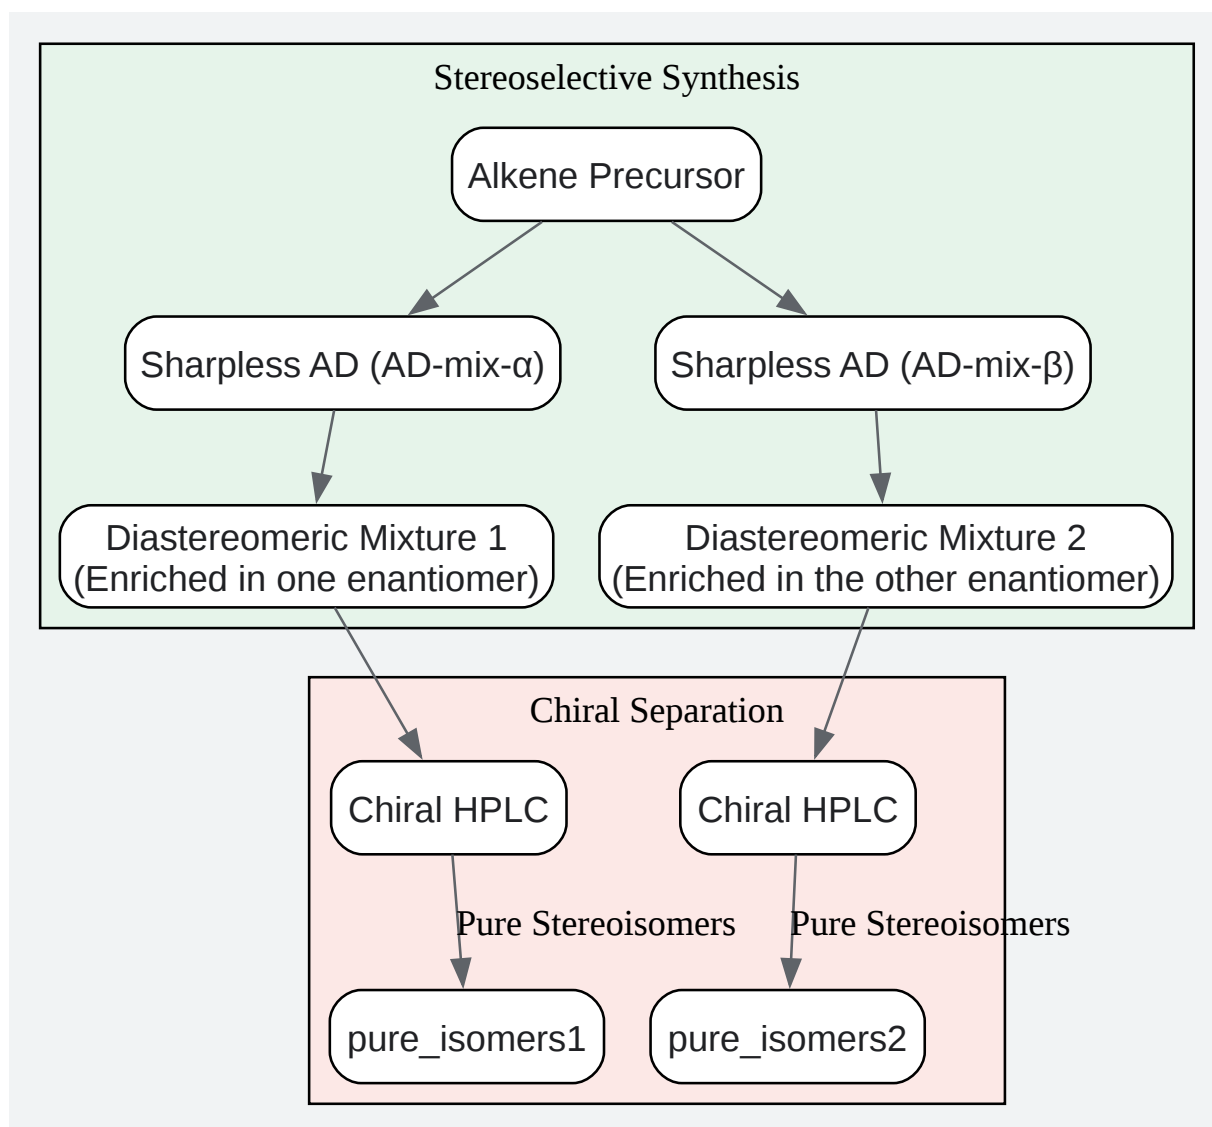 Stereoselective Synthesis
Alkene Precursor
Sharpless AD (AD-mix-α)
Sharpless AD (AD-mix-β)
Diastereomeric Mixture 1
(Enriched in one enantiomer)
Diastereomeric Mixture 2
(Enriched in the other enantiomer)
Chiral Separation
Chiral HPLC
Chiral HPLC
Pure Stereoisomers
Pure Stereoisomers
pure_isomers1
pure_isomers2